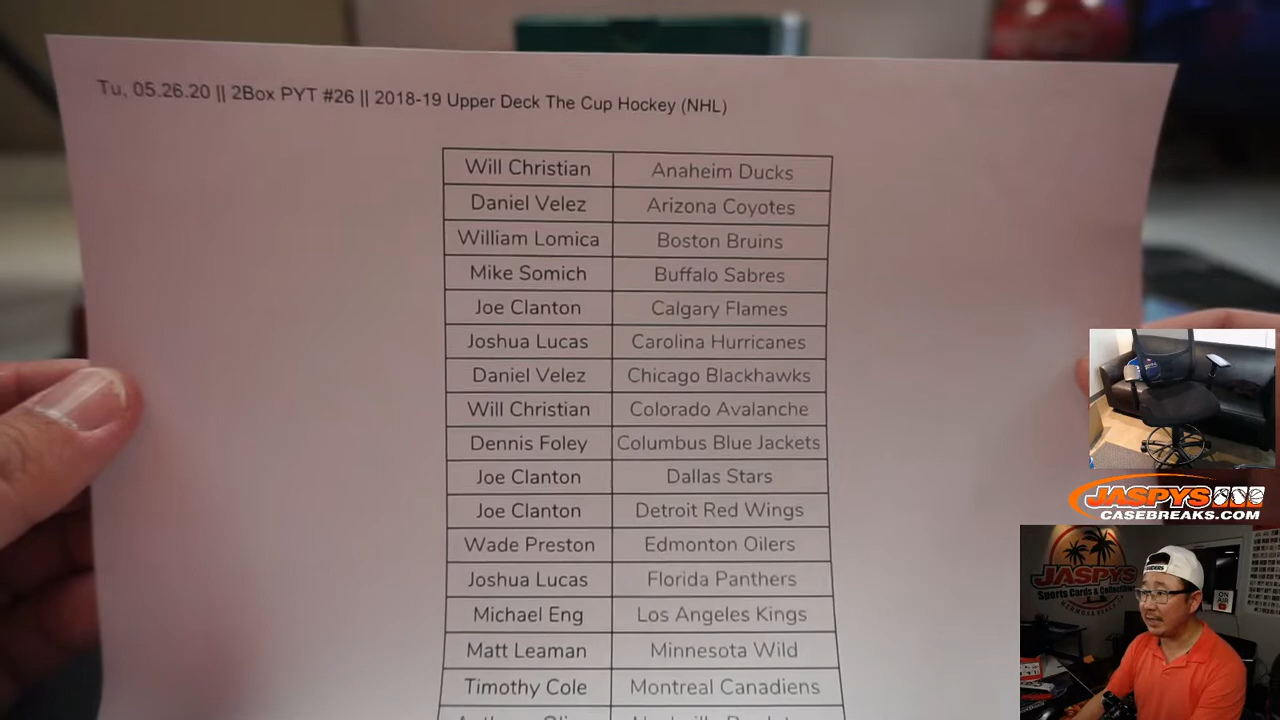 Tu, 05.26.20 || 2Box PYT #26 || 2018-19 Upper Deck The Cup Hockey (NHL)
Will Christian Anaheim Ducks
Daniel Velez Arizona Coyotes
William Lomica Boston Bruins
Mike Somich Buffalo Sabres
Joe Clanton Calgary Flames
Joshua Lucas Carolina Hurricanes
Daniel Velez Chicago Blackhawks
Will Christian Colorado Avalanche
Dennis Foley Columbus Blue Jackets
Joe Clanton Dallas Stars
Joe Clanton Detroit Red Wings
Wade Preston Edmonton Oilers
Joshua Lucas Florida Panthers
Michael Eng Los Angeles Kings
Matt Leaman Minnesota Wild
Timothy Cole Montreal Canadiens
JASPYS
CASEBREAKS.COM
JASPYS
Sports Cards & Collectibles
ON
AIR